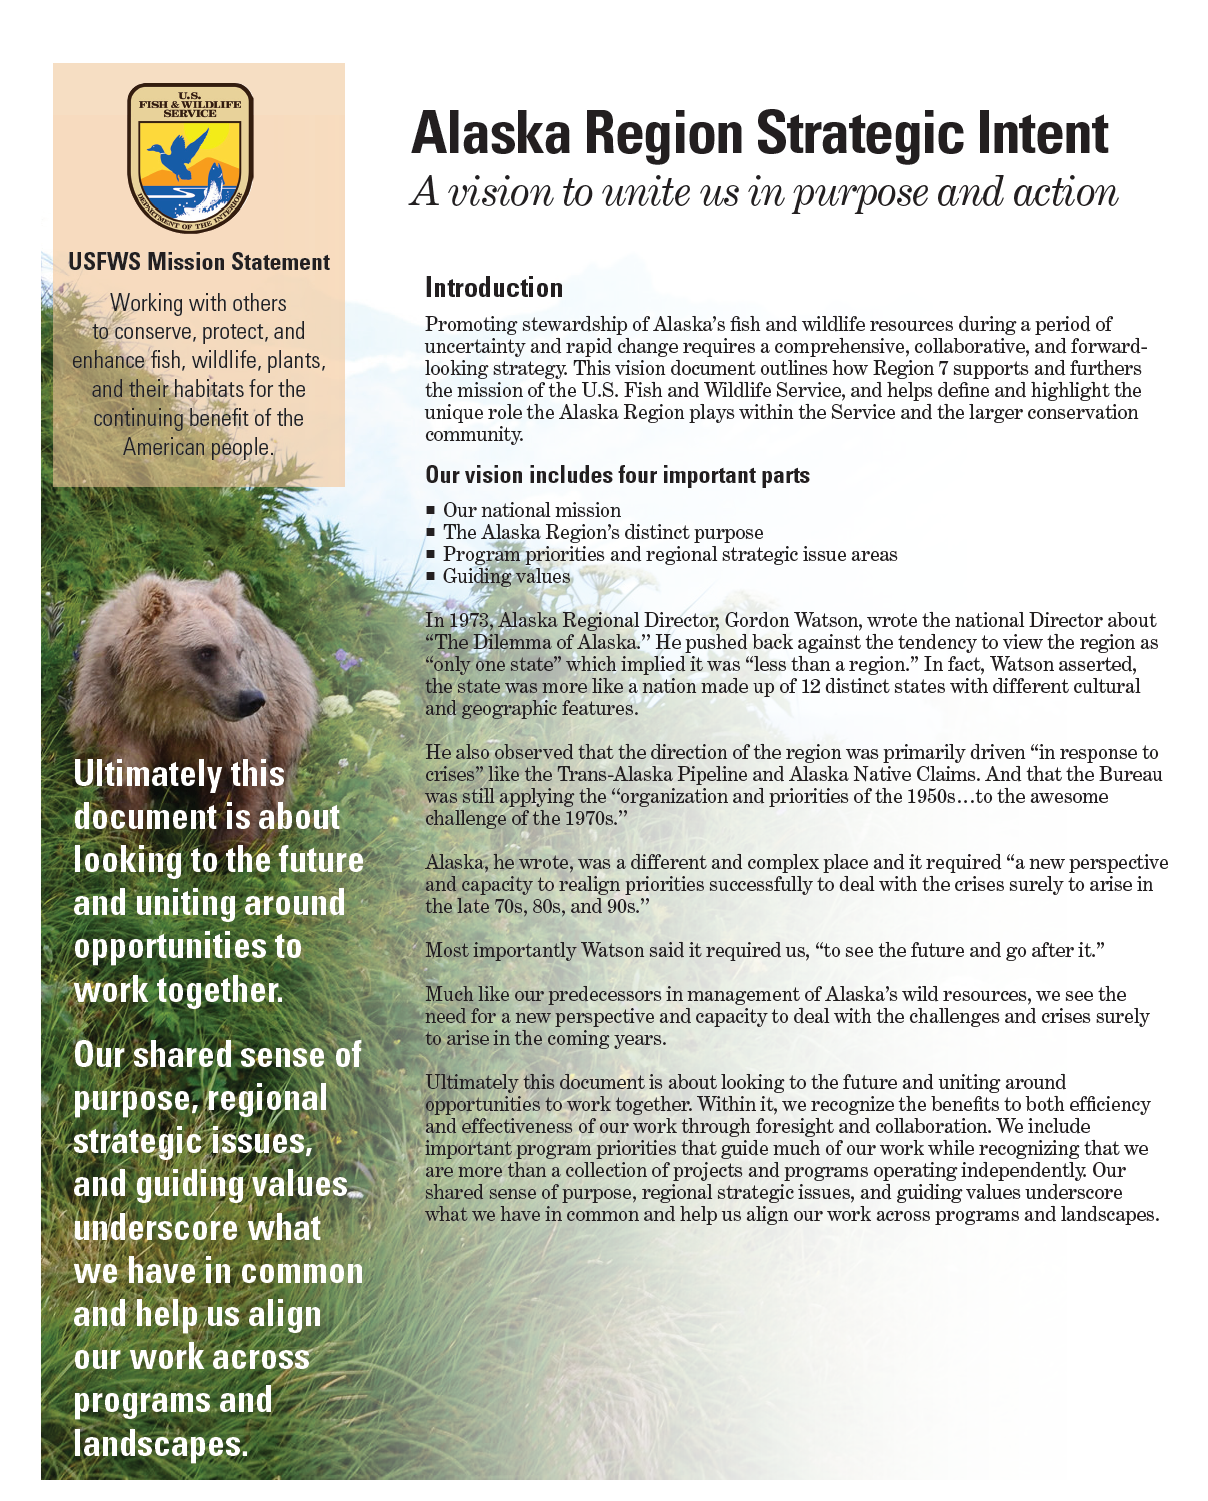 U.S.
FISH & WILDLIFE
SERVICE
DEPARTMENT OF THE INTERIOR
USFWS Mission Statement
Working with others
to conserve, protect, and
enhance fish, wildlife, plants,
and their habitats for the
continuing benefit of the
American people.
Alaska Region Strategic Intent
A vision to unite us in purpose and action
Introduction
Promoting stewardship of Alaska’s fish and wildlife resources during a period of
uncertainty and rapid change requires a comprehensive, collaborative, and forward-
looking strategy. This vision document outlines how Region 7 supports and furthers
the mission of the U.S. Fish and Wildlife Service, and helps define and highlight the
unique role the Alaska Region plays within the Service and the larger conservation
community.
Our vision includes four important parts
■ Our national mission
■ The Alaska Region’s distinct purpose
■ Program priorities and regional strategic issue areas
■ Guiding values
In 1973, Alaska Regional Director, Gordon Watson, wrote the national Director about
“The Dilemma of Alaska.” He pushed back against the tendency to view the region as
“only one state” which implied it was “less than a region.” In fact, Watson asserted,
the state was more like a nation made up of 12 distinct states with different cultural
and geographic features.
He also observed that the direction of the region was primarily driven “in response to
crises” like the Trans-Alaska Pipeline and Alaska Native Claims. And that the Bureau
was still applying the “organization and priorities of the 1950s…to the awesome
challenge of the 1970s.”
Alaska, he wrote, was a different and complex place and it required “a new perspective
and capacity to realign priorities successfully to deal with the crises surely to arise in
the late 70s, 80s, and 90s.”
Most importantly Watson said it required us, “to see the future and go after it.”
Much like our predecessors in management of Alaska’s wild resources, we see the
need for a new perspective and capacity to deal with the challenges and crises surely
to arise in the coming years.
Ultimately this document is about looking to the future and uniting around
opportunities to work together. Within it, we recognize the benefits to both efficiency
and effectiveness of our work through foresight and collaboration. We include
important program priorities that guide much of our work while recognizing that we
are more than a collection of projects and programs operating independently. Our
shared sense of purpose, regional strategic issues, and guiding values underscore
what we have in common and help us align our work across programs and landscapes.
Ultimately this
document is about
looking to the future
and uniting around
opportunities to
work together.
Our shared sense of
purpose, regional
strategic issues,
and guiding values
underscore what
we have in common
and help us align
our work across
programs and
landscapes.